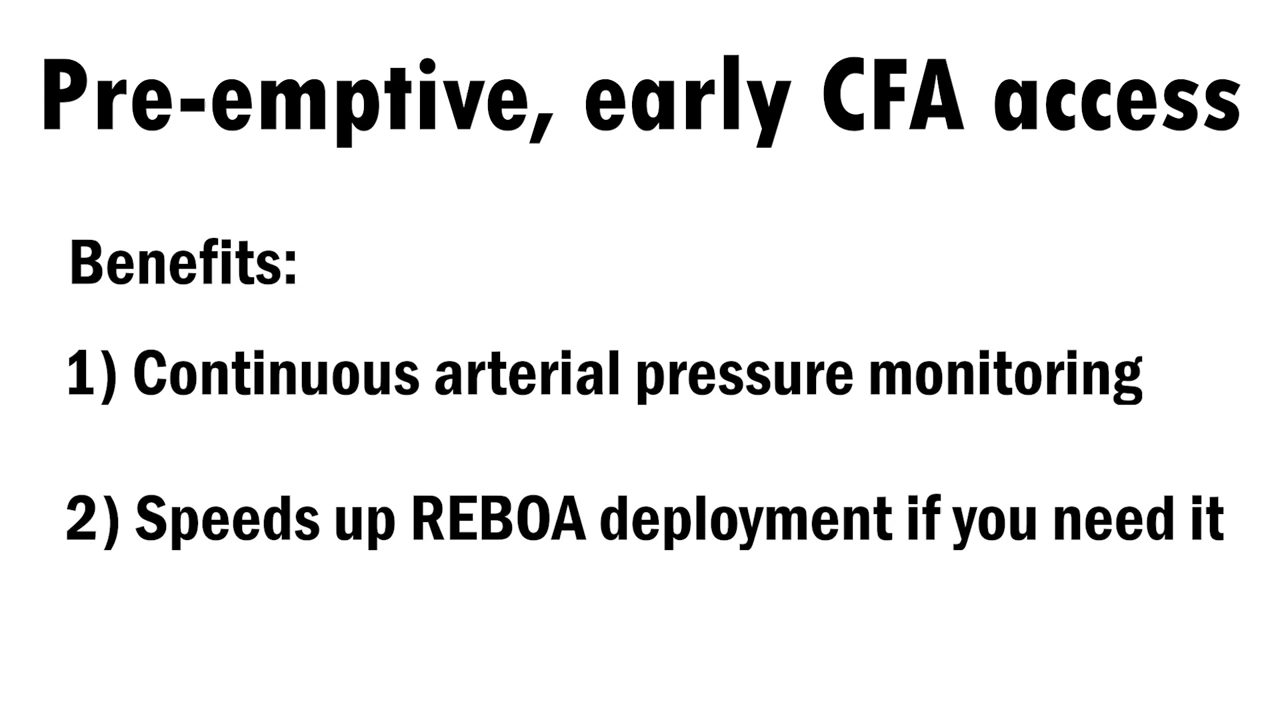 Pre-emptive, early CFA access
Benefits:
1) Continuous arterial pressure monitoring
2) Speeds up REBOA deployment if you need it